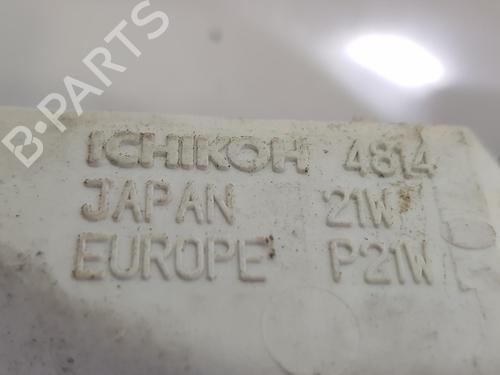 B-PARTS
ICHIKOH 4814
JAPAN 21W
EUROPE P21W